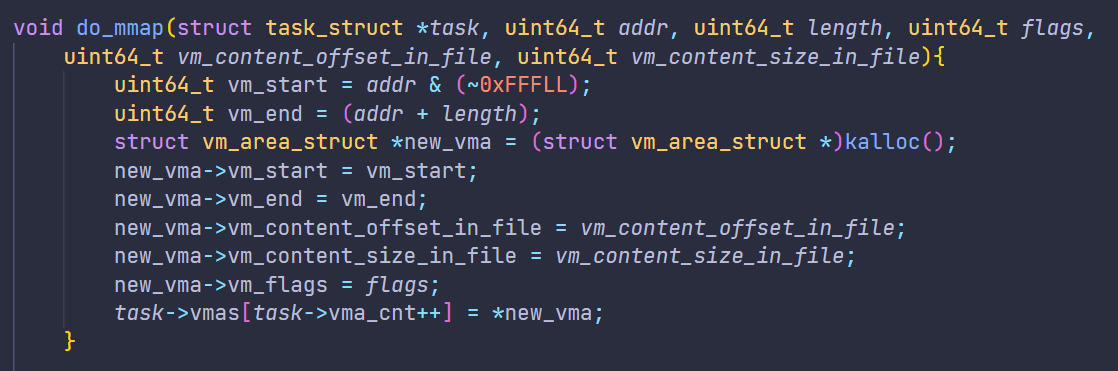 void do_mmap(struct task_struct *task, uint64_t addr, uint64_t length, uint64_t flags,
    uint64_t vm_content_offset_in_file, uint64_t vm_content_size_in_file){
        uint64_t vm_start = addr & (~0xFFFLL);
        uint64_t vm_end = (addr + length);
        struct vm_area_struct *new_vma = (struct vm_area_struct *)kalloc();
        new_vma->vm_start = vm_start;
        new_vma->vm_end = vm_end;
        new_vma->vm_content_offset_in_file = vm_content_offset_in_file;
        new_vma->vm_content_size_in_file = vm_content_size_in_file;
        new_vma->vm_flags = flags;
        task->vmas[task->vma_cnt++] = *new_vma;
    }